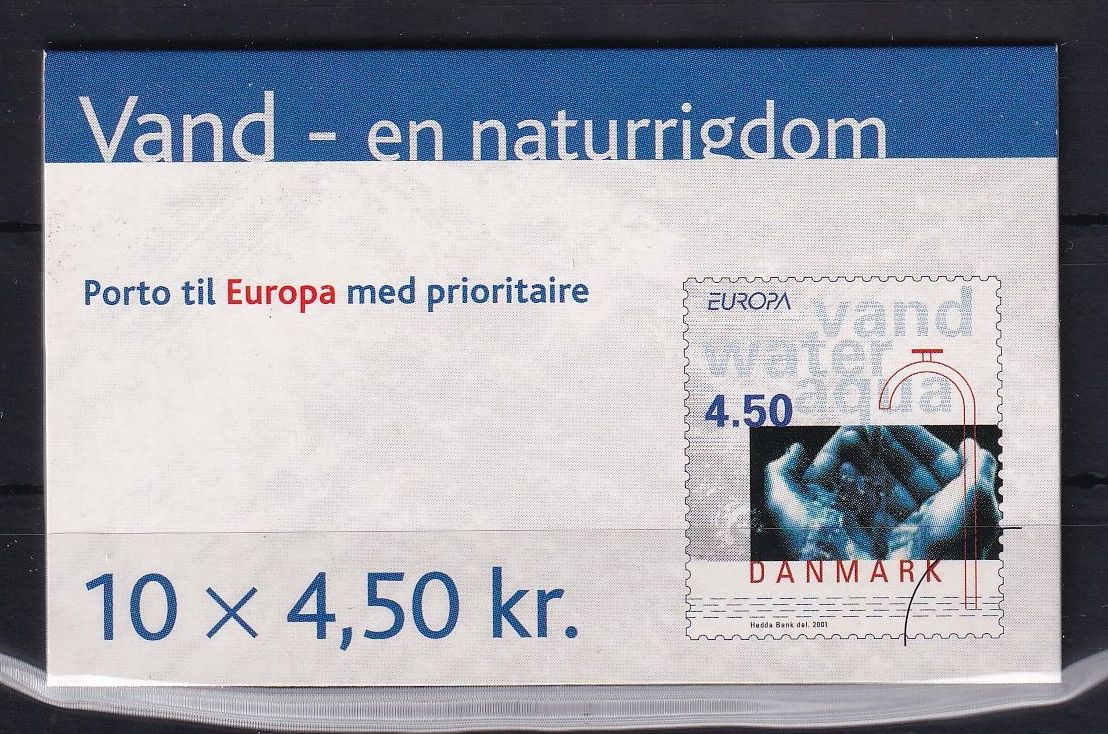 Vand - en naturrigdom
Porto til Europa med prioritaire
EUROPA
vand
water
aqua
4.50
DANMARK
Hedda Bank del. 2001
10 × 4,50 kr.